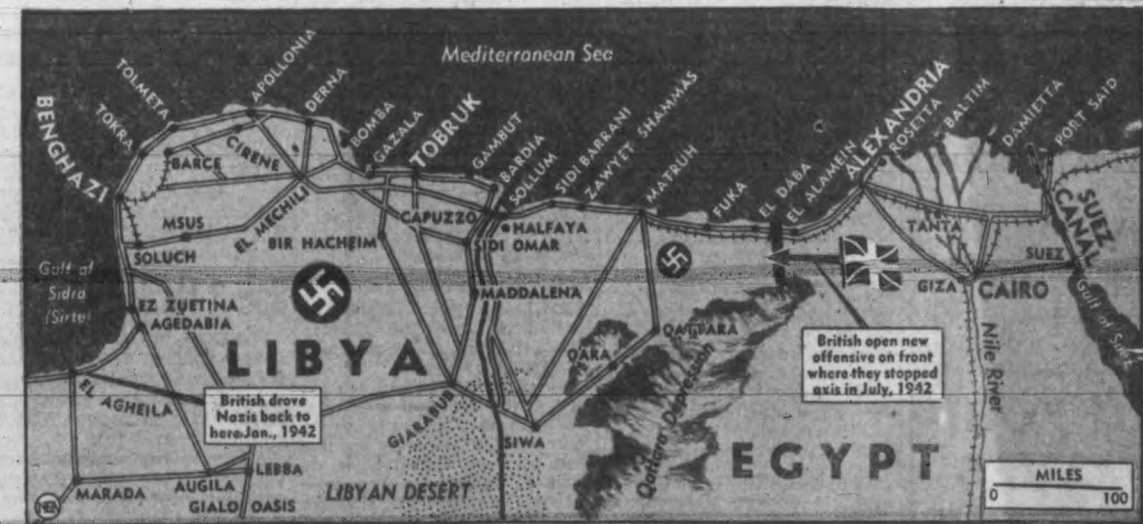 Mediterranean Sea
BENGHAZI
TOKRA
TOLMETA
APOLLONIA
DERNA
BOMBA
GAZALA
TOBRUK
GAMBUT
BARDIA
SOLLUM
SIDI BARRANI
ZAWYET SHAMMAS
MATRUH
FUKA
EL DABA
EL ALAMEIN
ALEXANDRIA
ROSETTA
BALTIM
DAMIETTA
PORT SAID
BARCE
CIRENE
EL MECHILI
MSUS
SOLUCH
BIR HACHEIM
CAPUZZO
HALFAYA
SIDI OMAR
MADDALENA
TANTA
SUEZ
CANAL
SUEZ
GIZA
CAIRO
Gulf of
Sidra
(Sirte)
EZ ZUETINA
AGEDABIA
LIBYA
QATTARA
QARA
Qattara Depression
British open new
offensive on front
where they stopped
axis in July, 1942
Nile River
Gulf of
EL AGHEILA
British drove
Nazis back to
here Jan., 1942
GIARABUB
SIWA
EGYPT
MARADA
AUGILA
LEBBA
GIALO OASIS
LIBYAN DESERT
MILES
0 100
NEA